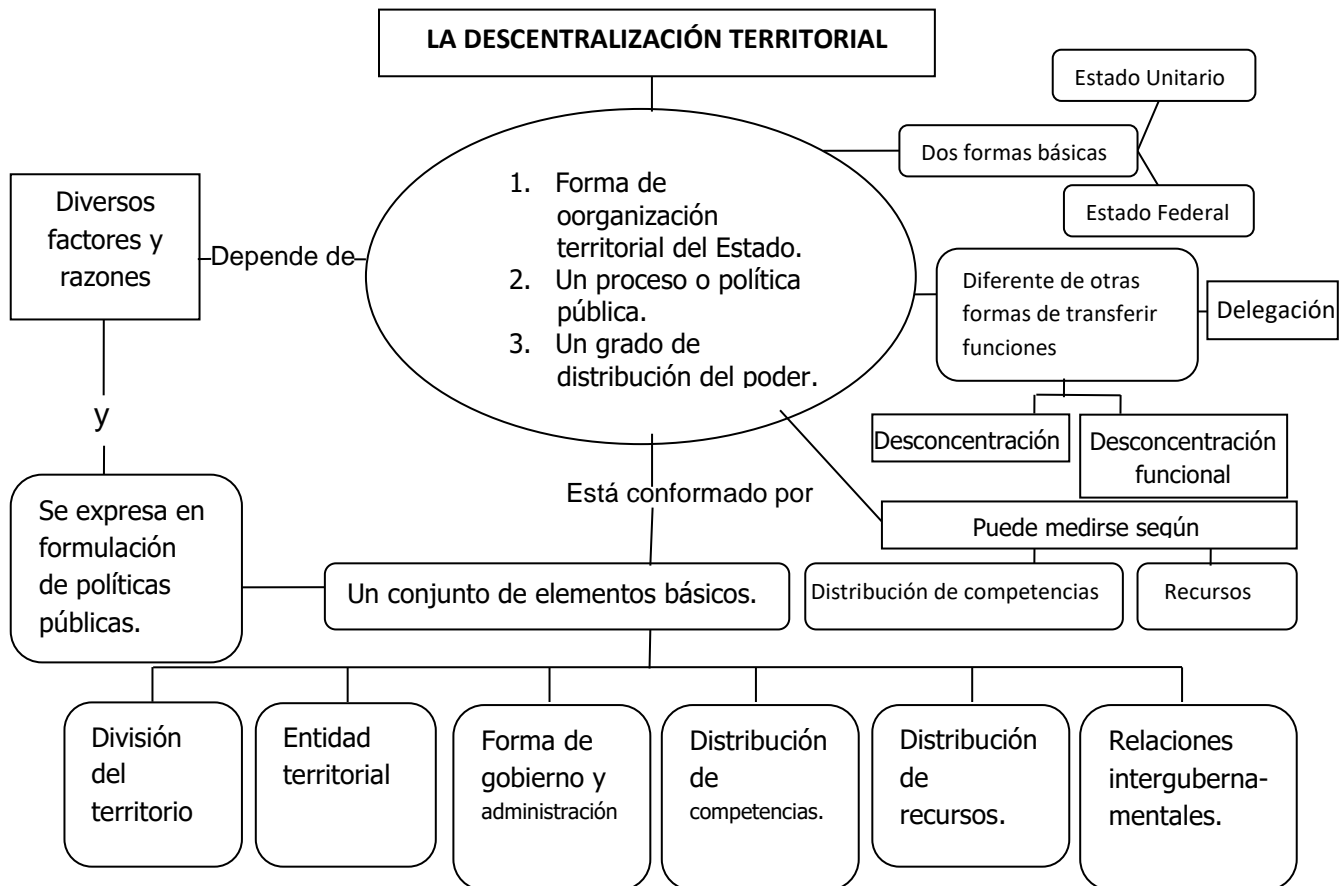 LA DESCENTRALIZACIÓN TERRITORIAL
Estado Unitario
Dos formas básicas
Estado Federal
1. Forma de
oorganización
territorial del Estado.
2. Un proceso o política
pública.
3. Un grado de
distribución del poder.
Diversos
factores y
razones
Depende de
Diferente de otras
formas de transferir
funciones
Delegación
y
Desconcentración
Desconcentración
funcional
Está conformado por
Se expresa en
formulación
de políticas
públicas.
Puede medirse según
Un conjunto de elementos básicos.
Distribución de competencias
Recursos
División
del
territorio
Entidad
territorial
Forma de
gobierno y
administración
Distribución
de
competencias.
Distribución
de
recursos.
Relaciones
interguberna-
mentales.